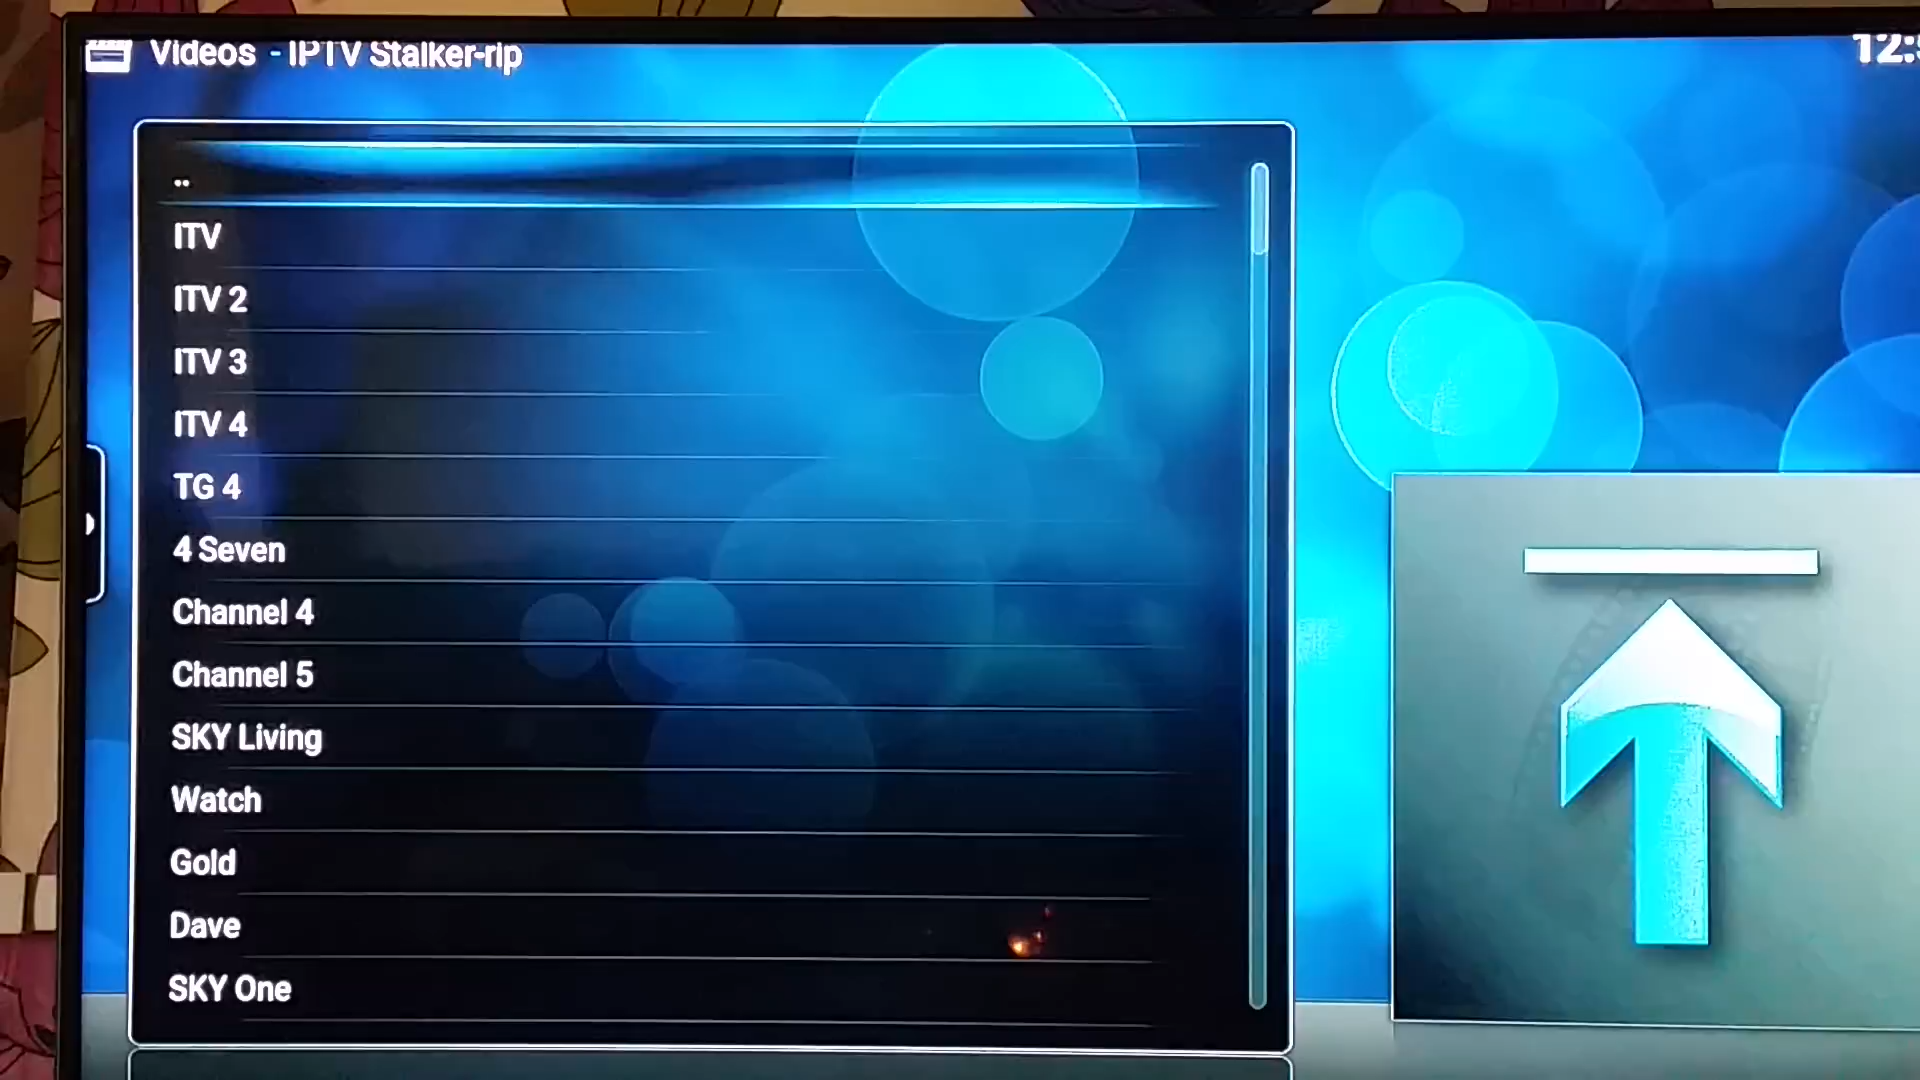 Videos - IPTV Stalker-rip
..
ITV
ITV 2
ITV 3
ITV 4
TG 4
4 Seven
Channel 4
Channel 5
SKY Living
Watch
Gold
Dave
SKY One